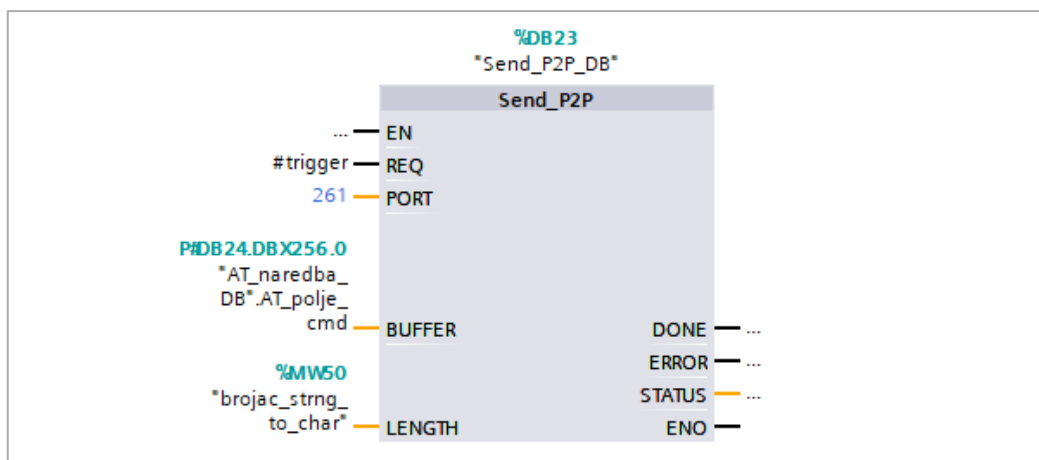 %DB23
"Send_P2P_DB"
Send_P2P
... EN
#trigger REQ
261 PORT
P#DB24.DBX256.0
"AT_naredba_
DB".AT_polje_
cmd BUFFER DONE ...
ERROR ...
%MW50
"brojac_strng_ STATUS ...
to_char" LENGTH ENO